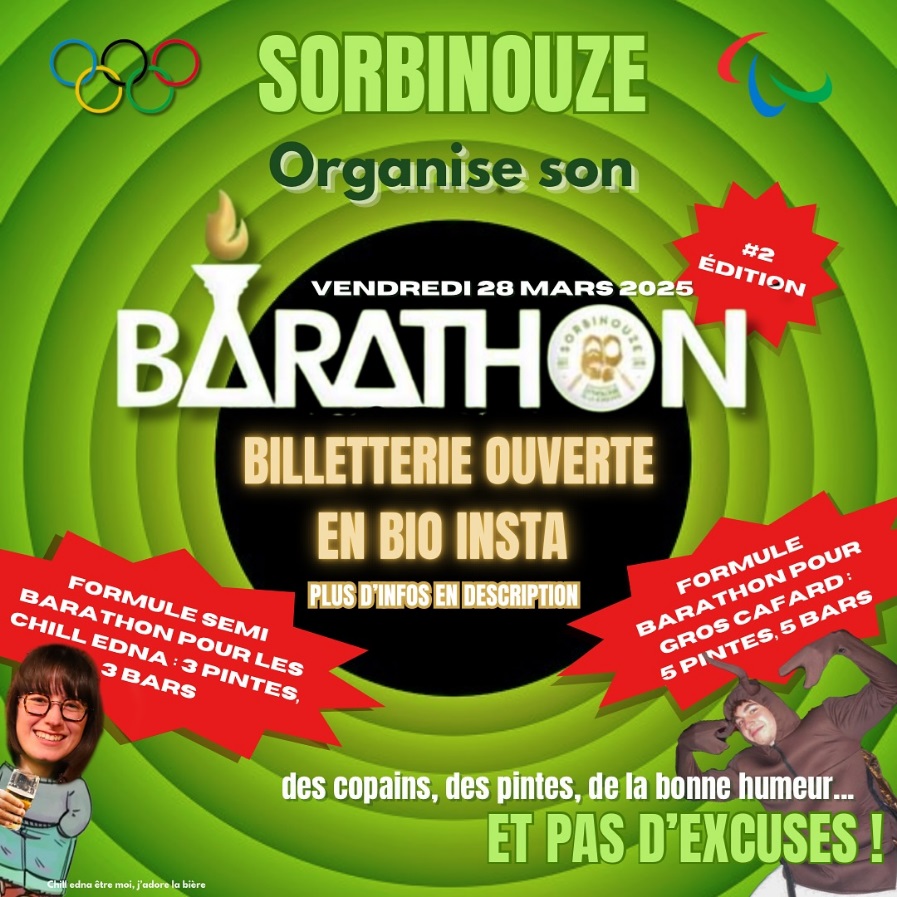 SORBINOUZE
Organise son
#2
ÉDITION
VENDREDI 28 MARS 2025
BARATHON
SORBINOUZE
BILLETTERIE OUVERTE
EN BIO INSTA
PLUS D'INFOS EN DESCRIPTION
FORMULE SEMI
BARATHON POUR LES
CHILL EDNA : 3 PINTES,
3 BARS
FORMULE
BARATHON POUR
GROS CAFARD :
5 PINTES, 5 BARS
des copains, des pintes, de la bonne humeur...
ET PAS D'EXCUSES !
Chill edna être moi, j'adore la bière